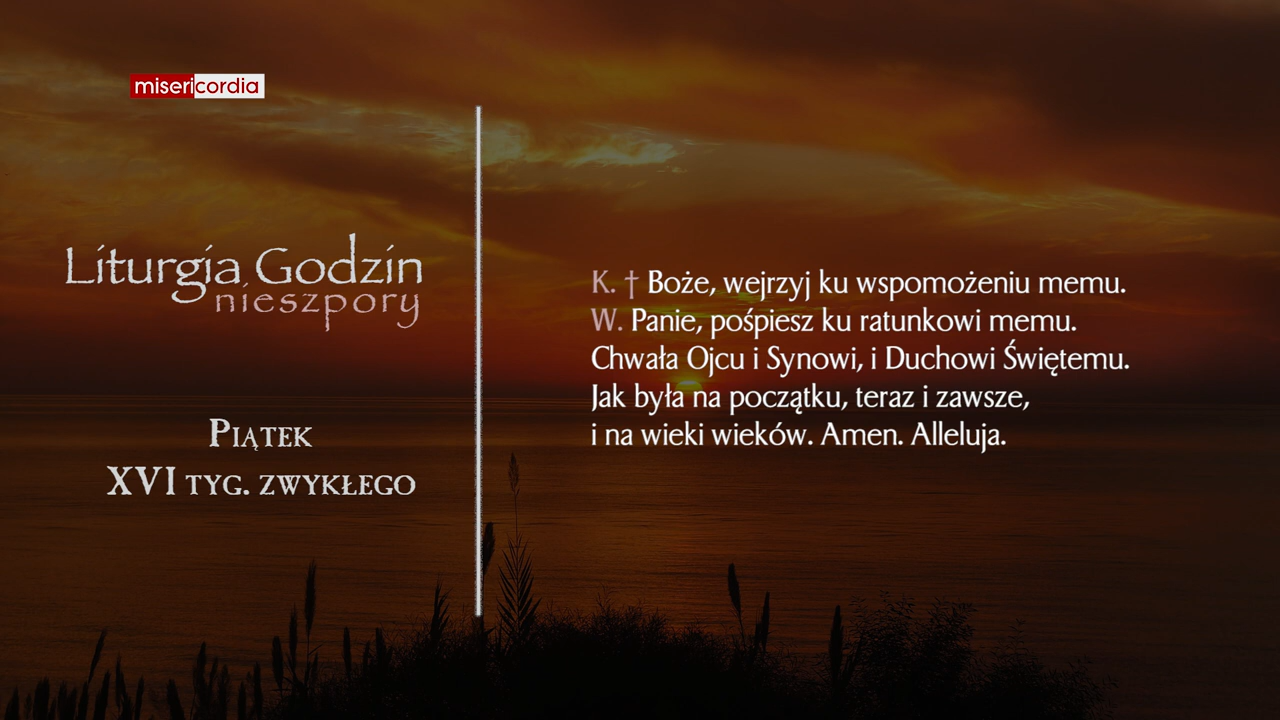 misericordia
Liturgia Godzin
nieszpory
Piątek
XVI tyg. zwykłego
K. † Boże, wejrzyj ku wspomożeniu memu.
W. Panie, pośpiesz ku ratunkowi memu.
Chwała Ojcu i Synowi, i Duchowi Świętemu.
Jak była na początku, teraz i zawsze,
i na wieki wieków. Amen. Alleluja.